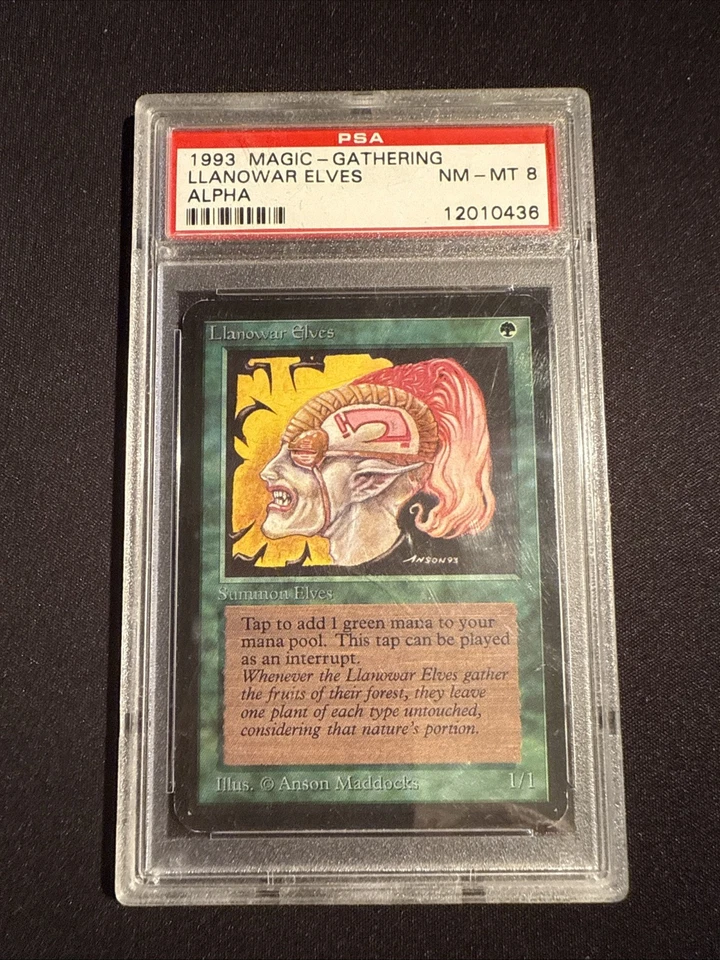 PSA
1993 MAGIC-GATHERING
LLANOWAR ELVES NM-MT 8
ALPHA
12010436
Llanowar Elves
ANSON93
Summon Elves
Tap to add 1 green mana to your
mana pool. This tap can be played
as an interrupt.
Whenever the Llanowar Elves gather
the fruits of their forest, they leave
one plant of each type untouched,
considering that nature's portion.
Illus. © Anson Maddocks 1/1